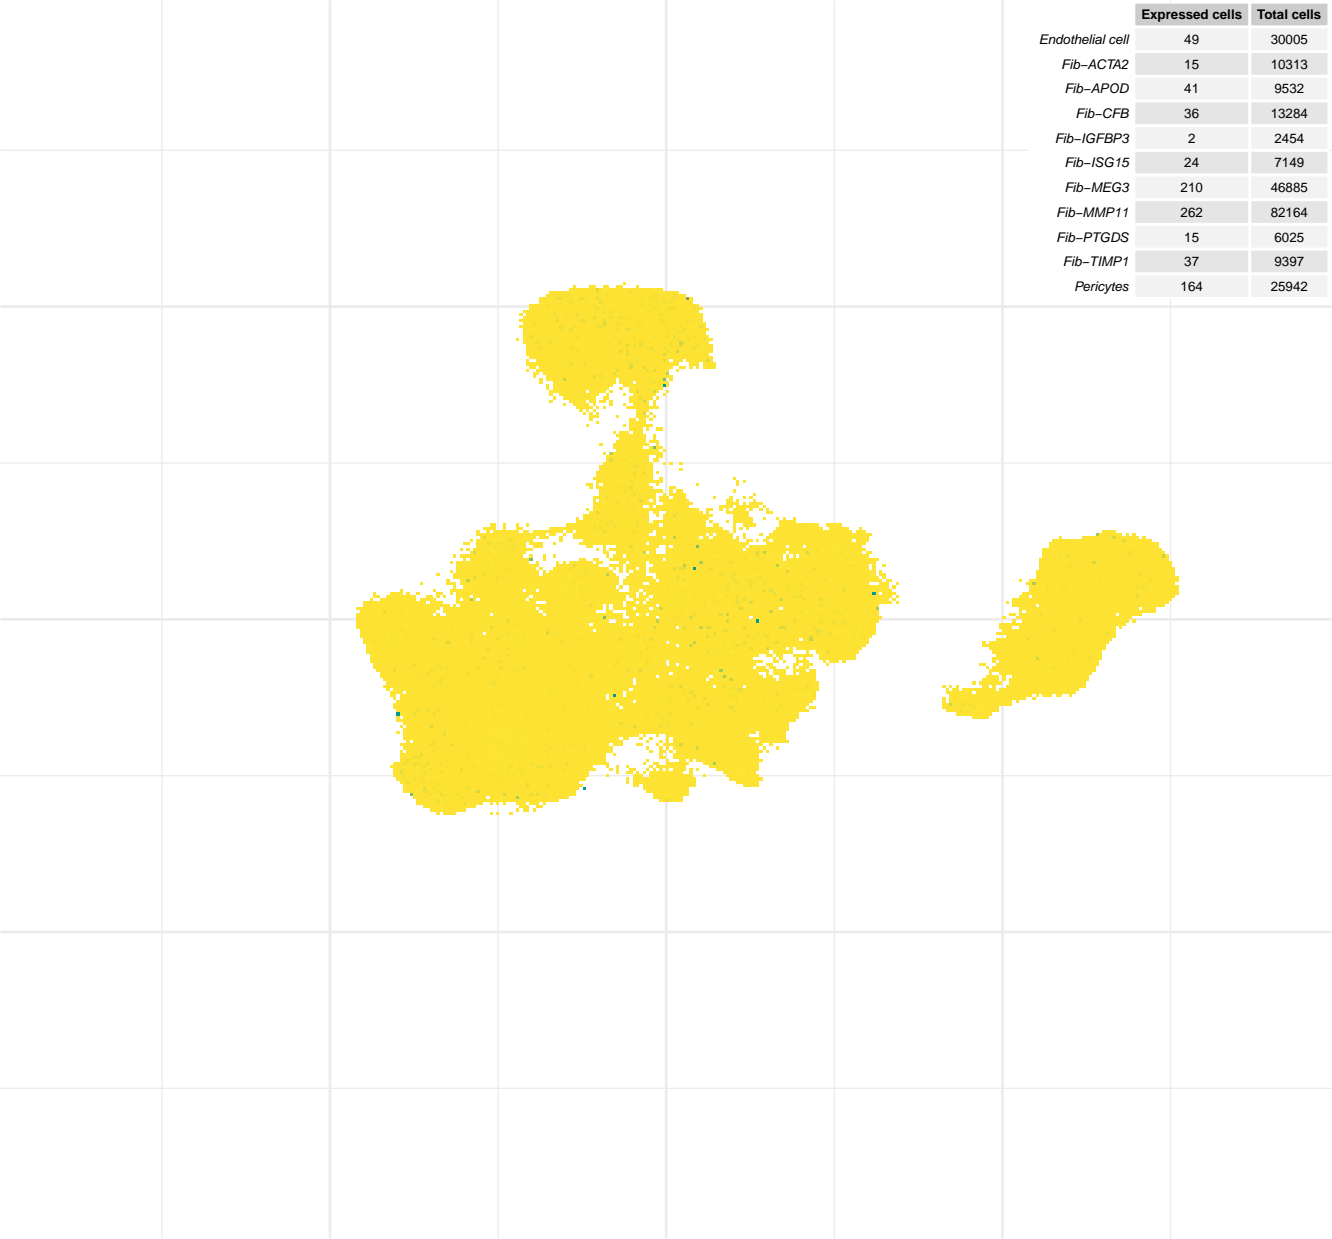 Expressed cells Total cells
Endothelial cell 49 30005
Fib−ACTA2 15 10313
Fib−APOD 41 9532
Fib−CFB 36 13284
Fib−IGFBP3 2 2454
Fib−ISG15 24 7149
Fib−MEG3 210 46885
Fib−MMP11 262 82164
Fib−PTGDS 15 6025
Fib−TIMP1 37 9397
Pericytes 164 25942